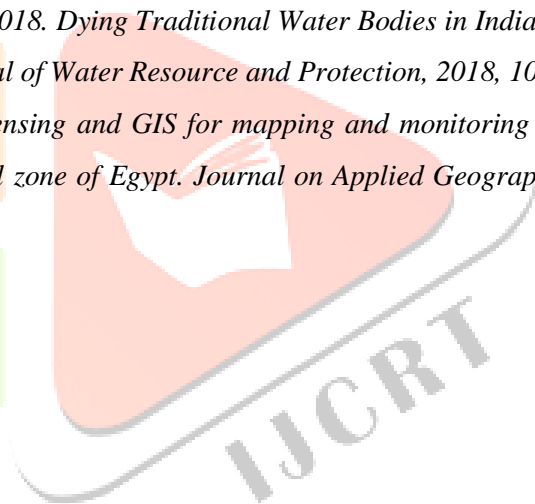 018. Dying Traditional Water Bodies in India
al of Water Resource and Protection, 2018, 10
ensing and GIS for mapping and monitoring
l zone of Egypt. Journal on Applied Geograp
IJCRT